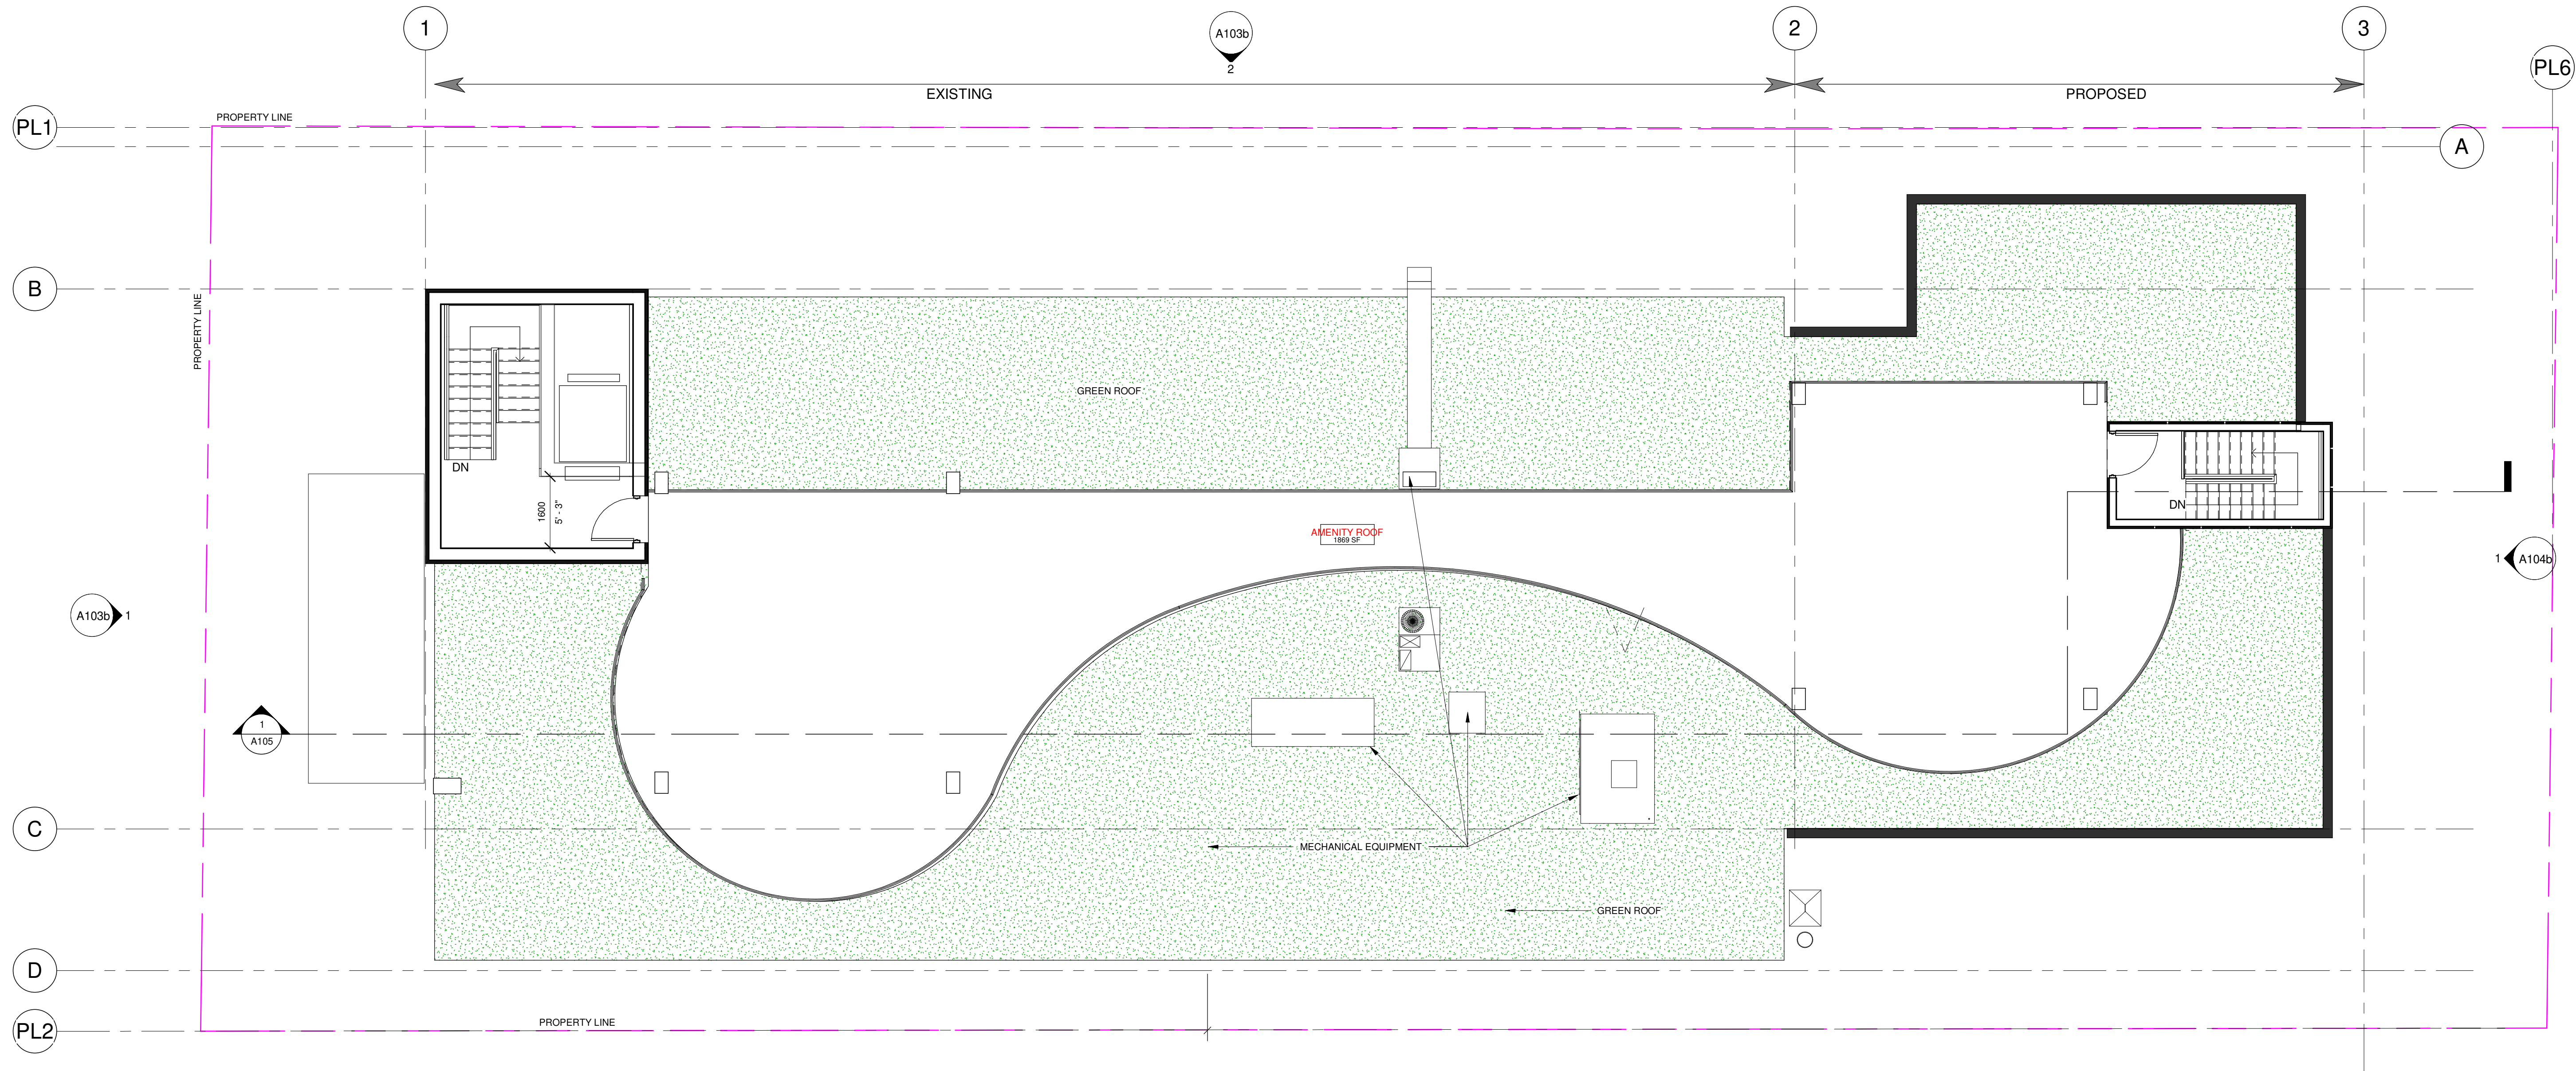 1
A103b
2
2
3
PL6
EXISTING
PROPOSED
PL1
PROPERTY LINE
A
B
PROPERTY LINE
GREEN ROOF
DN
1600
5' - 3"
DN
AMENITY ROOF
1869 SF
1
A104b
A103b
1
1
A105
C
MECHANICAL EQUIPMENT
GREEN ROOF
D
PROPERTY LINE
PL2